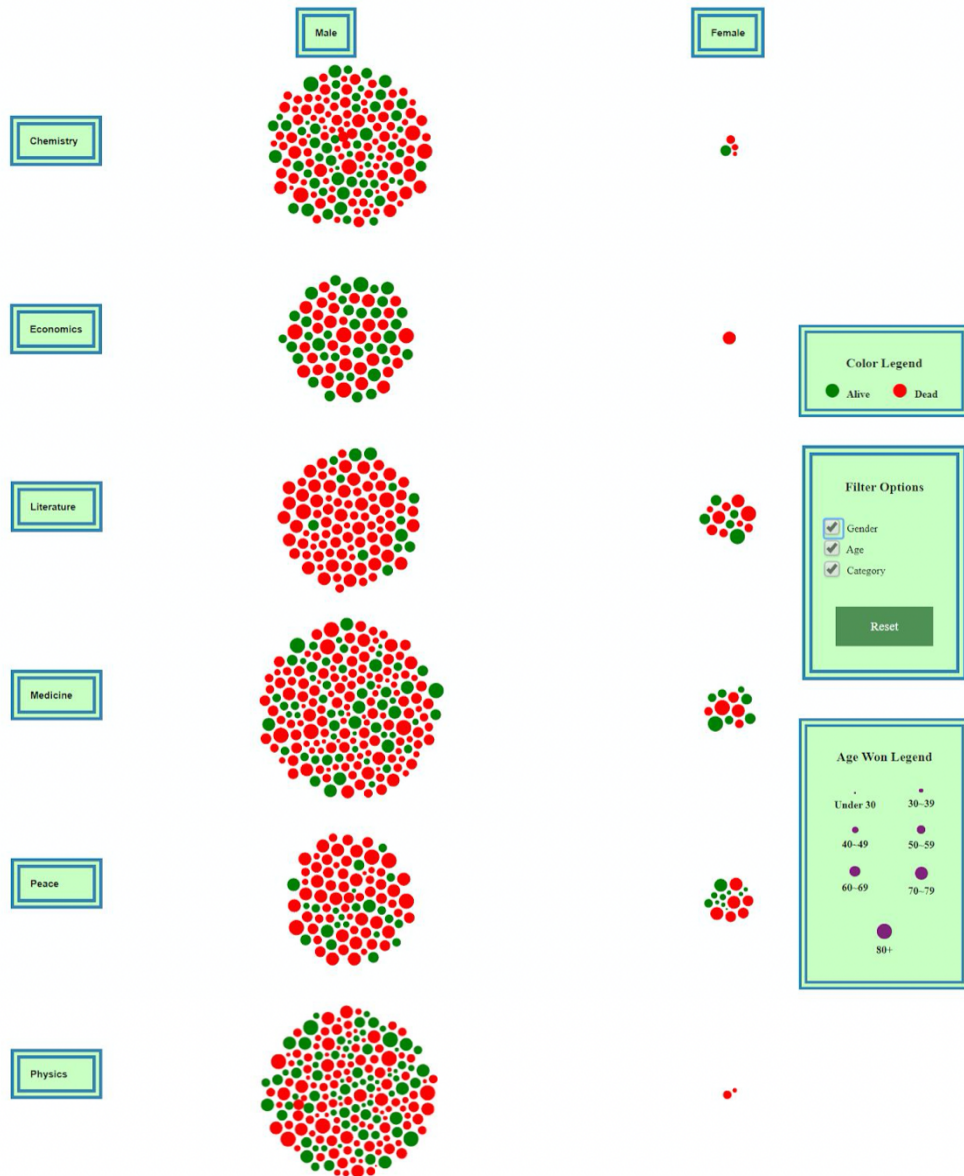 Male
Female
Chemistry
Economics
Color Legend
Alive Dead
Literature
Filter Options
Gender
Age
Category
Reset
Medicine
Age Won Legend
Under 30 30~39
40~49 50~59
Peace
60~69 70~79
80+
Physics